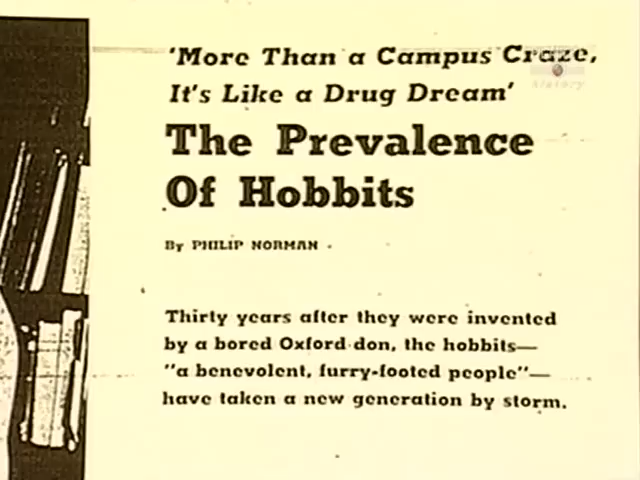 'More Than a Campus Craze,
It's Like a Drug Dream'
The Prevalence
Of Hobbits
By PHILIP NORMAN
Thirty years after they were invented
by a bored Oxford don, the hobbits—
"a benevolent, furry-footed people"—
have taken a new generation by storm.
history